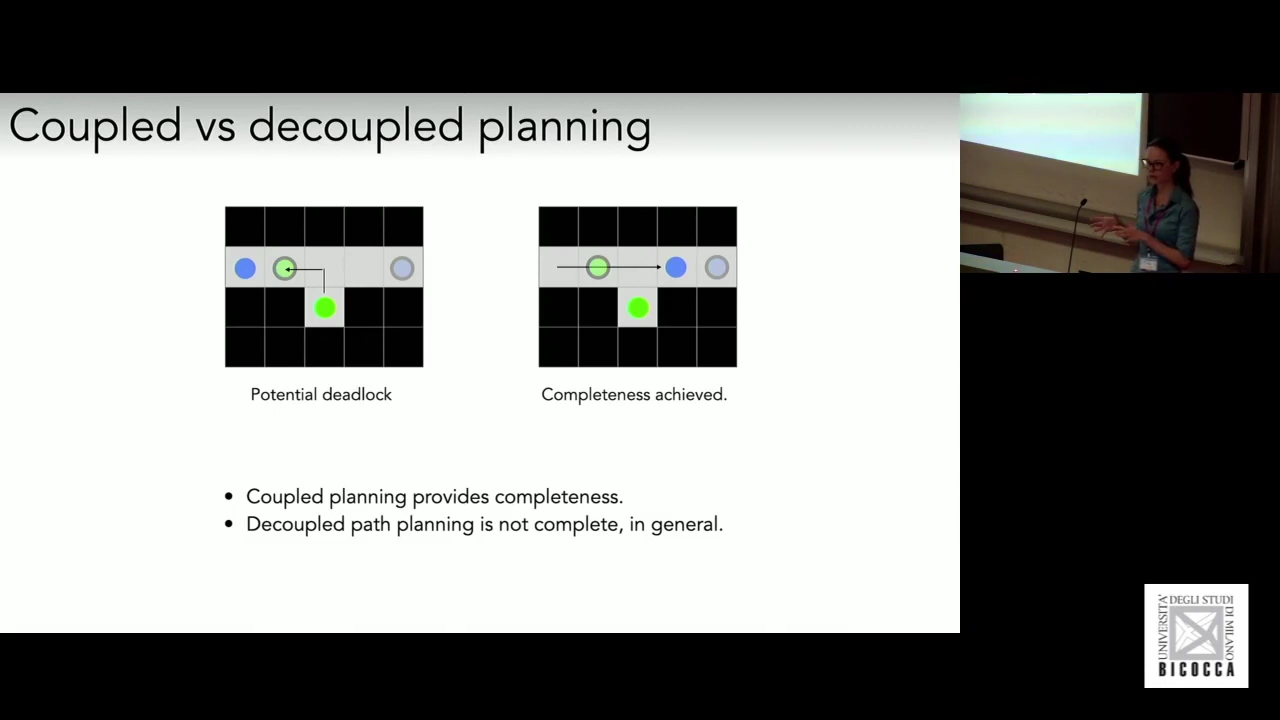 Coupled vs decoupled planning
Potential deadlock
Completeness achieved.
• Coupled planning provides completeness.
• Decoupled path planning is not complete, in general.
UNIVERSITA'
DEGLI STUDI
DI MILANO
BICOCCA